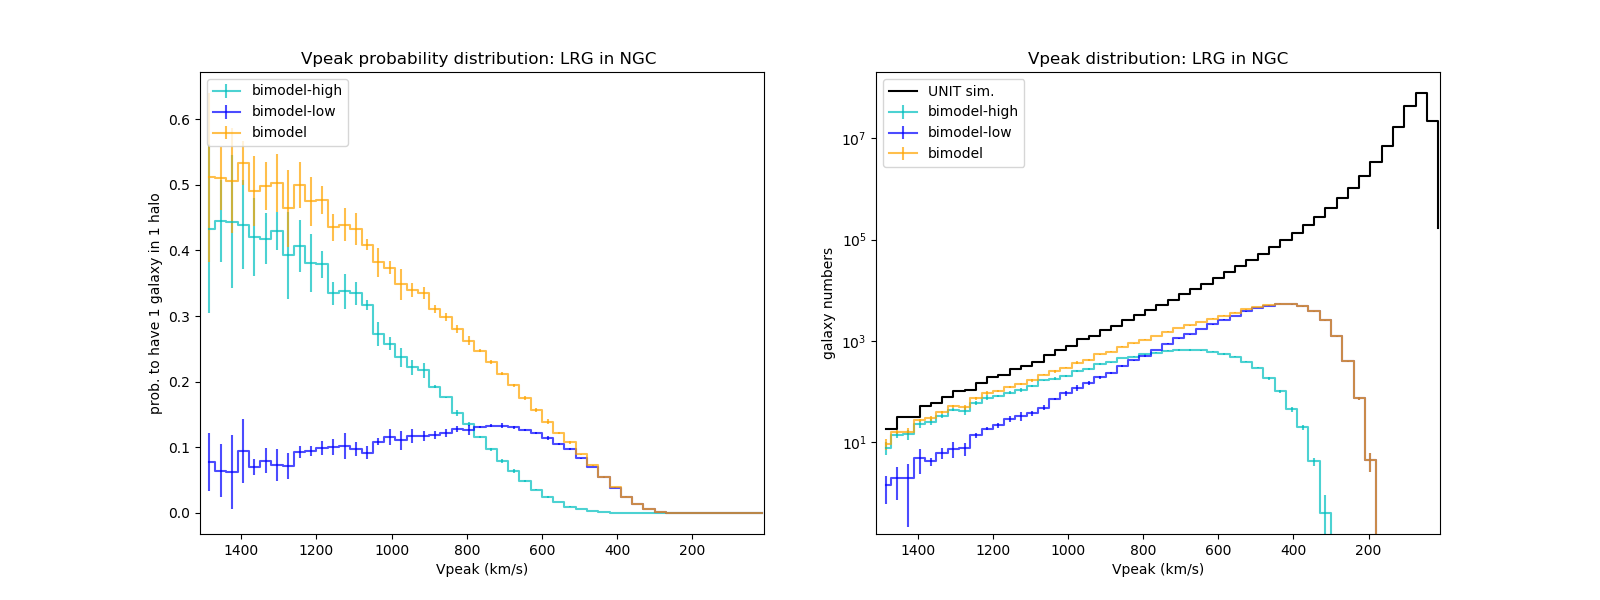 Vpeak probability distribution: LRG in NGC
bimodel-high
bimodel-low
bimodel
prob. to have 1 galaxy in 1 halo
0.6
0.5
0.4
0.3
0.2
0.1
0.0
1400 1200 1000 800 600 400 200
Vpeak (km/s)
Vpeak distribution: LRG in NGC
UNIT sim.
bimodel-high
bimodel-low
bimodel
galaxy numbers
10^7
10^5
10^3
10^1
1400 1200 1000 800 600 400 200
Vpeak (km/s)